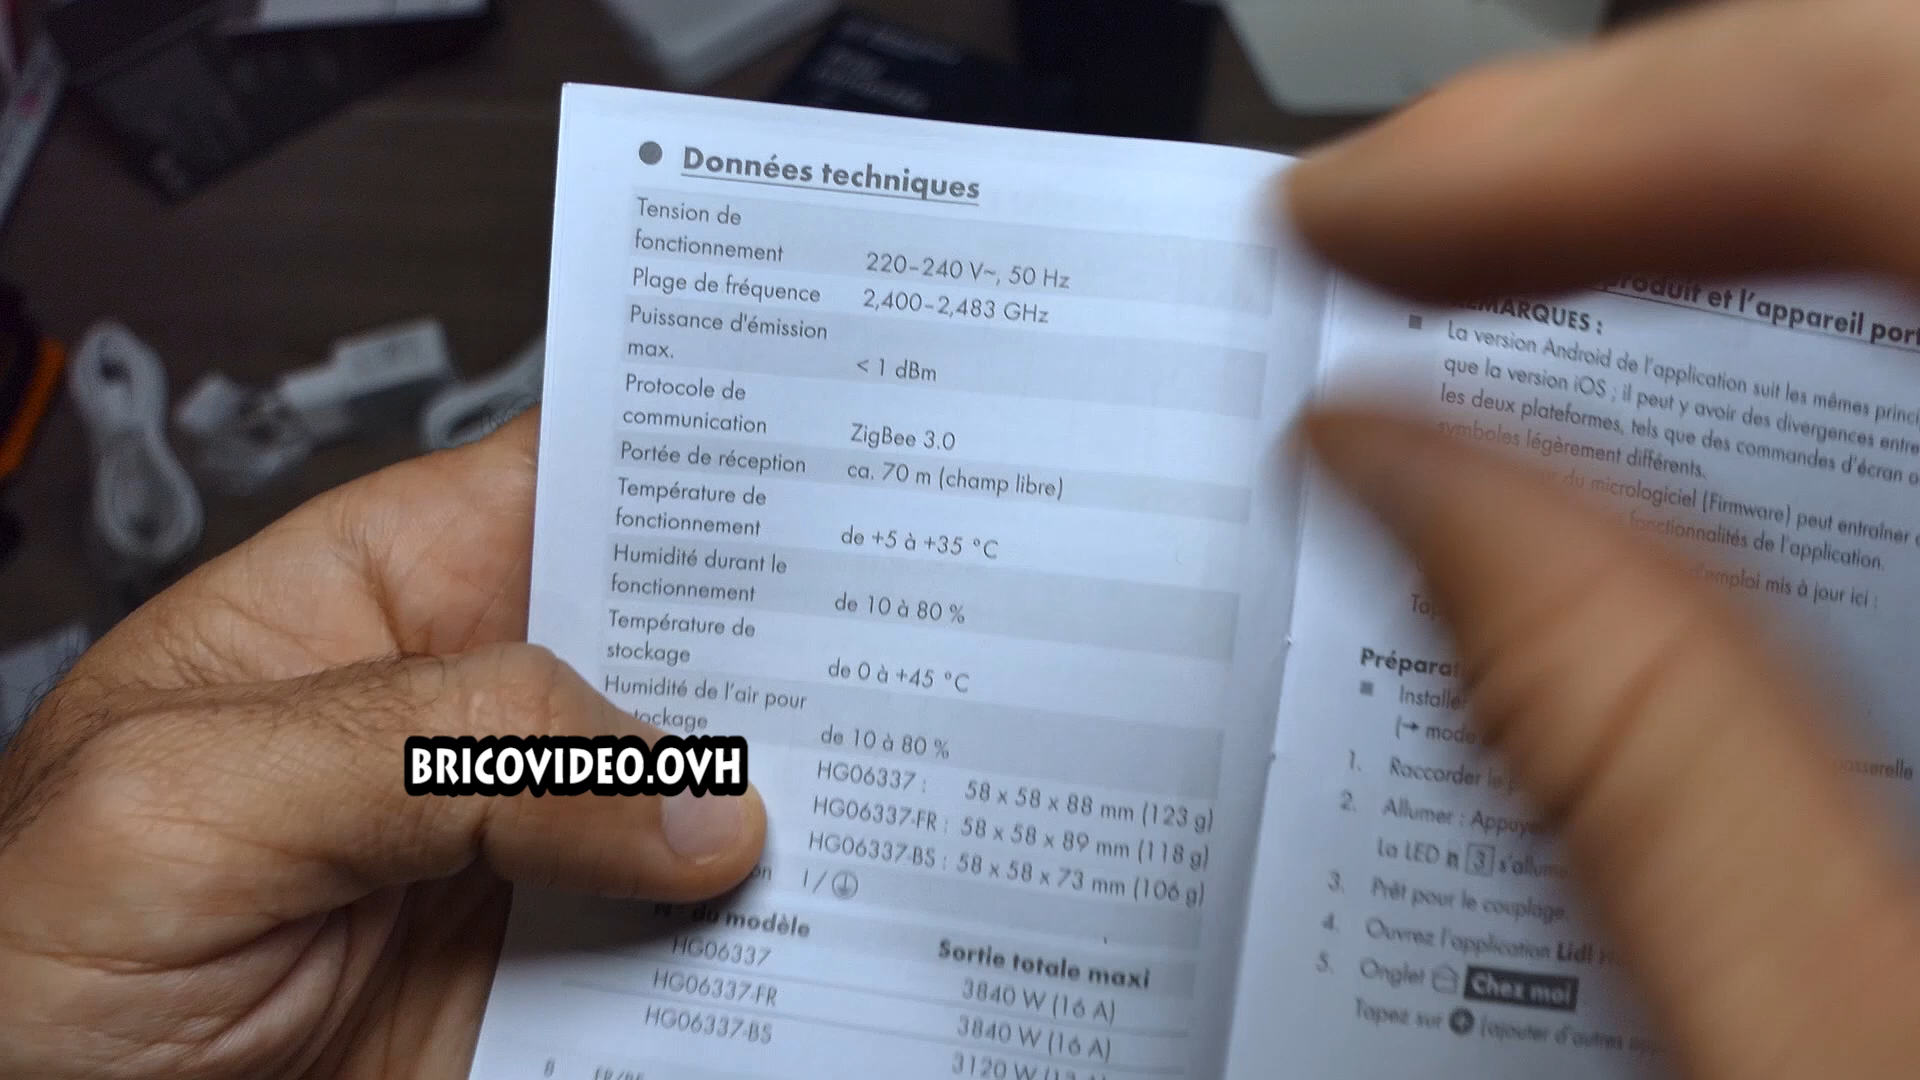 ● Données techniques
Tension de
fonctionnement 220–240 V~, 50 Hz
Plage de fréquence 2,400–2,483 GHz
Puissance d'émission
max. < 1 dBm
Protocole de
communication ZigBee 3.0
Portée de réception ca. 70 m (champ libre)
Température de
fonctionnement de +5 à +35 °C
Humidité durant le
fonctionnement de 10 à 80 %
Température de
stockage de 0 à +45 °C
Humidité de l'air pour
stockage de 10 à 80 %
HG06337 : 58 x 58 x 88 mm (123 g)
HG06337-FR : 58 x 58 x 89 mm (118 g)
HG06337-BS : 58 x 58 x 73 mm (106 g)
I /
du modèle Sortie totale maxi
HG06337 3840 W (16 A)
HG06337-FR 3840 W (16 A)
HG06337-BS 3120 W
8 FR/BE
BRICOVIDEO.OVH
produit et l'appareil
REMARQUES :
■ La version Android de l'application suit les mêmes
que la version iOS ; il peut y avoir des divergences entre
les deux plateformes, tels que des commandes d'écran
symboles légèrement différents.
du micrologiciel (Firmware) peut entraîner
fonctionnalités de l'application.
d'emploi mis à jour ici :
■
(→ mode
passerelle
1. Raccorder
2. Allumer :
La LED 3
3. Prêt pour le couplage.
4. Ouvrez l'application Lidl
5. Onglet Chez moi
Tapez sur (ajouter d'autres